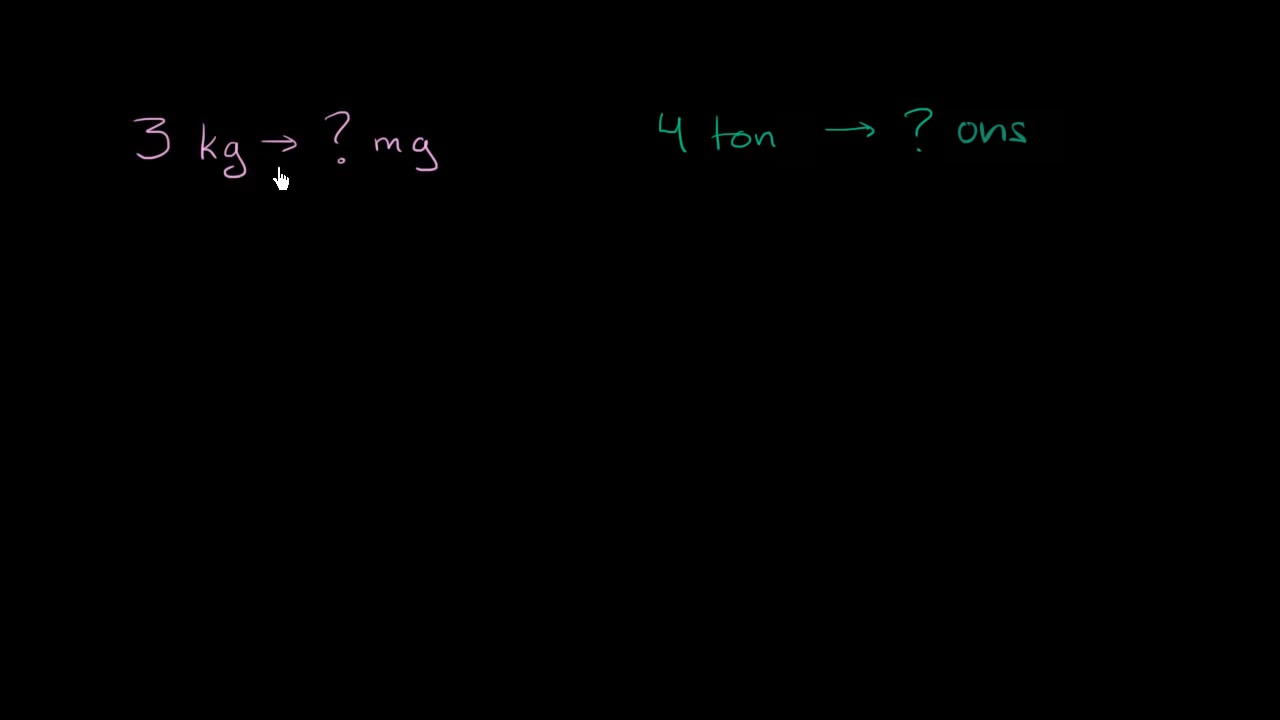 3 kg → ? mg
4 ton → ? ons